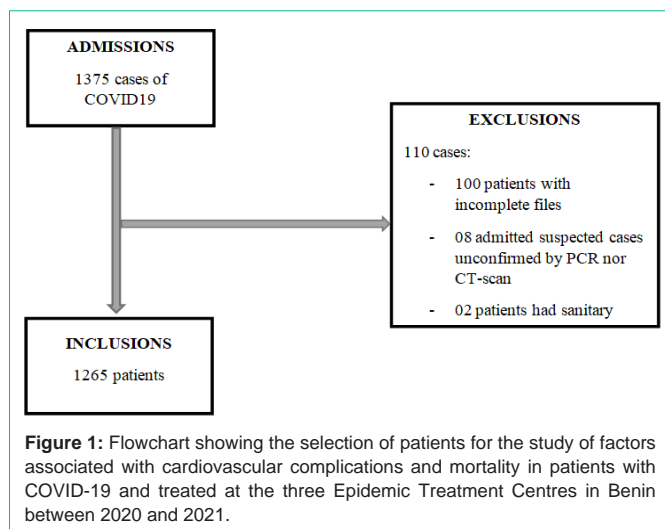 ADMISSIONS
1375 cases of
COVID19
EXCLUSIONS
110 cases:
- 100 patients with
incomplete files
- 08 admitted suspected cases
unconfirmed by PCR nor
CT-scan
- 02 patients had sanitary
INCLUSIONS
1265 patients
Figure 1: Flowchart showing the selection of patients for the study of factors
associated with cardiovascular complications and mortality in patients with
COVID-19 and treated at the three Epidemic Treatment Centres in Benin
between 2020 and 2021.